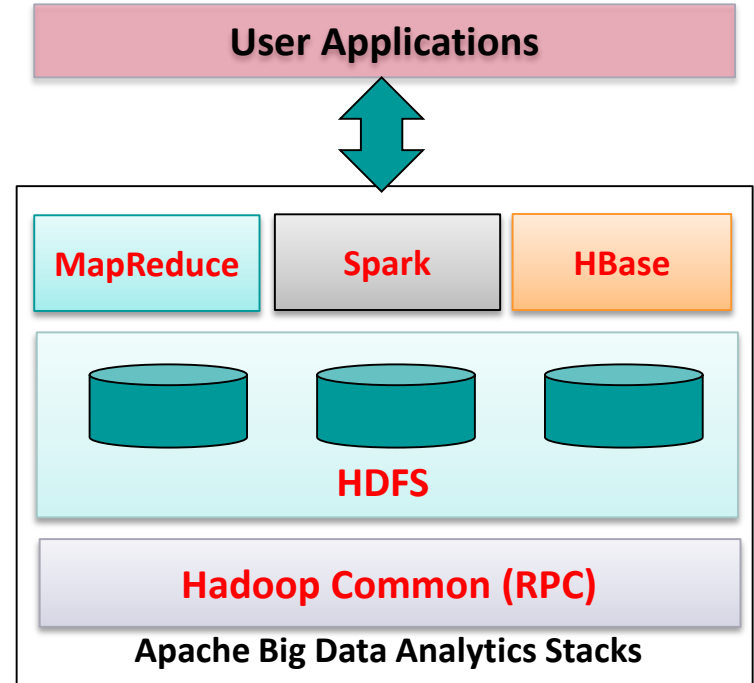 User Applications
MapReduce
Spark
HBase
HDFS
Hadoop Common (RPC)
Apache Big Data Analytics Stacks